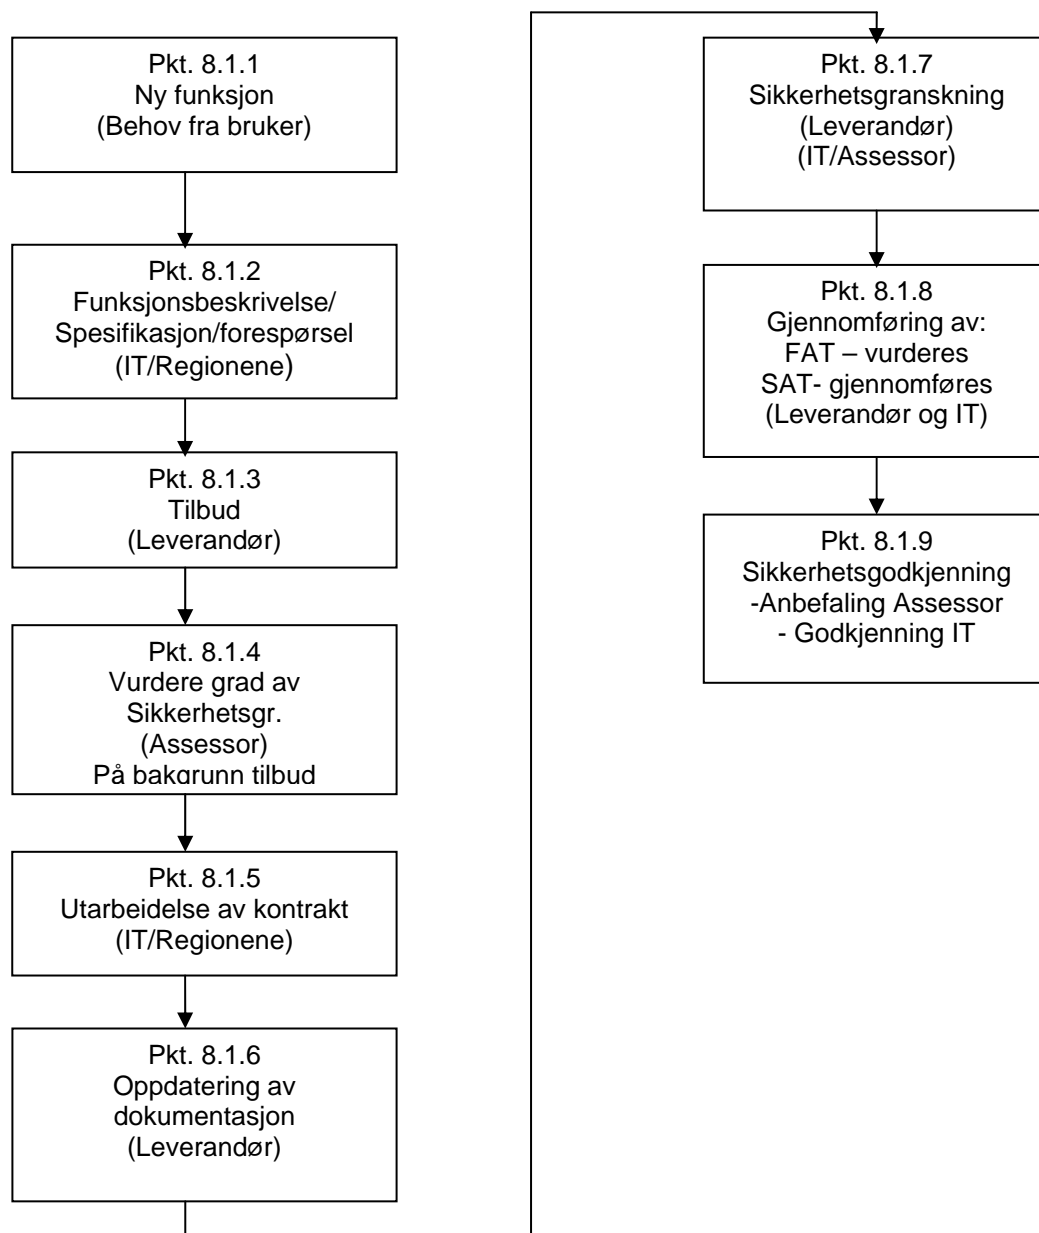 Pkt. 8.1.1
Ny funksjon
(Behov fra bruker)
Pkt. 8.1.2
Funksjonsbeskrivelse/
Spesifikasjon/forespørsel
(IT/Regionene)
Pkt. 8.1.3
Tilbud
(Leverandør)
Pkt. 8.1.4
Vurdere grad av
Sikkerhetsgr.
(Assessor)
På bakgrunn tilbud
Pkt. 8.1.5
Utarbeidelse av kontrakt
(IT/Regionene)
Pkt. 8.1.6
Oppdatering av
dokumentasjon
(Leverandør)
Pkt. 8.1.7
Sikkerhetsgranskning
(Leverandør)
(IT/Assessor)
Pkt. 8.1.8
Gjennomføring av:
FAT – vurderes
SAT- gjennomføres
(Leverandør og IT)
Pkt. 8.1.9
Sikkerhetsgodkjenning
-Anbefaling Assessor
- Godkjenning IT